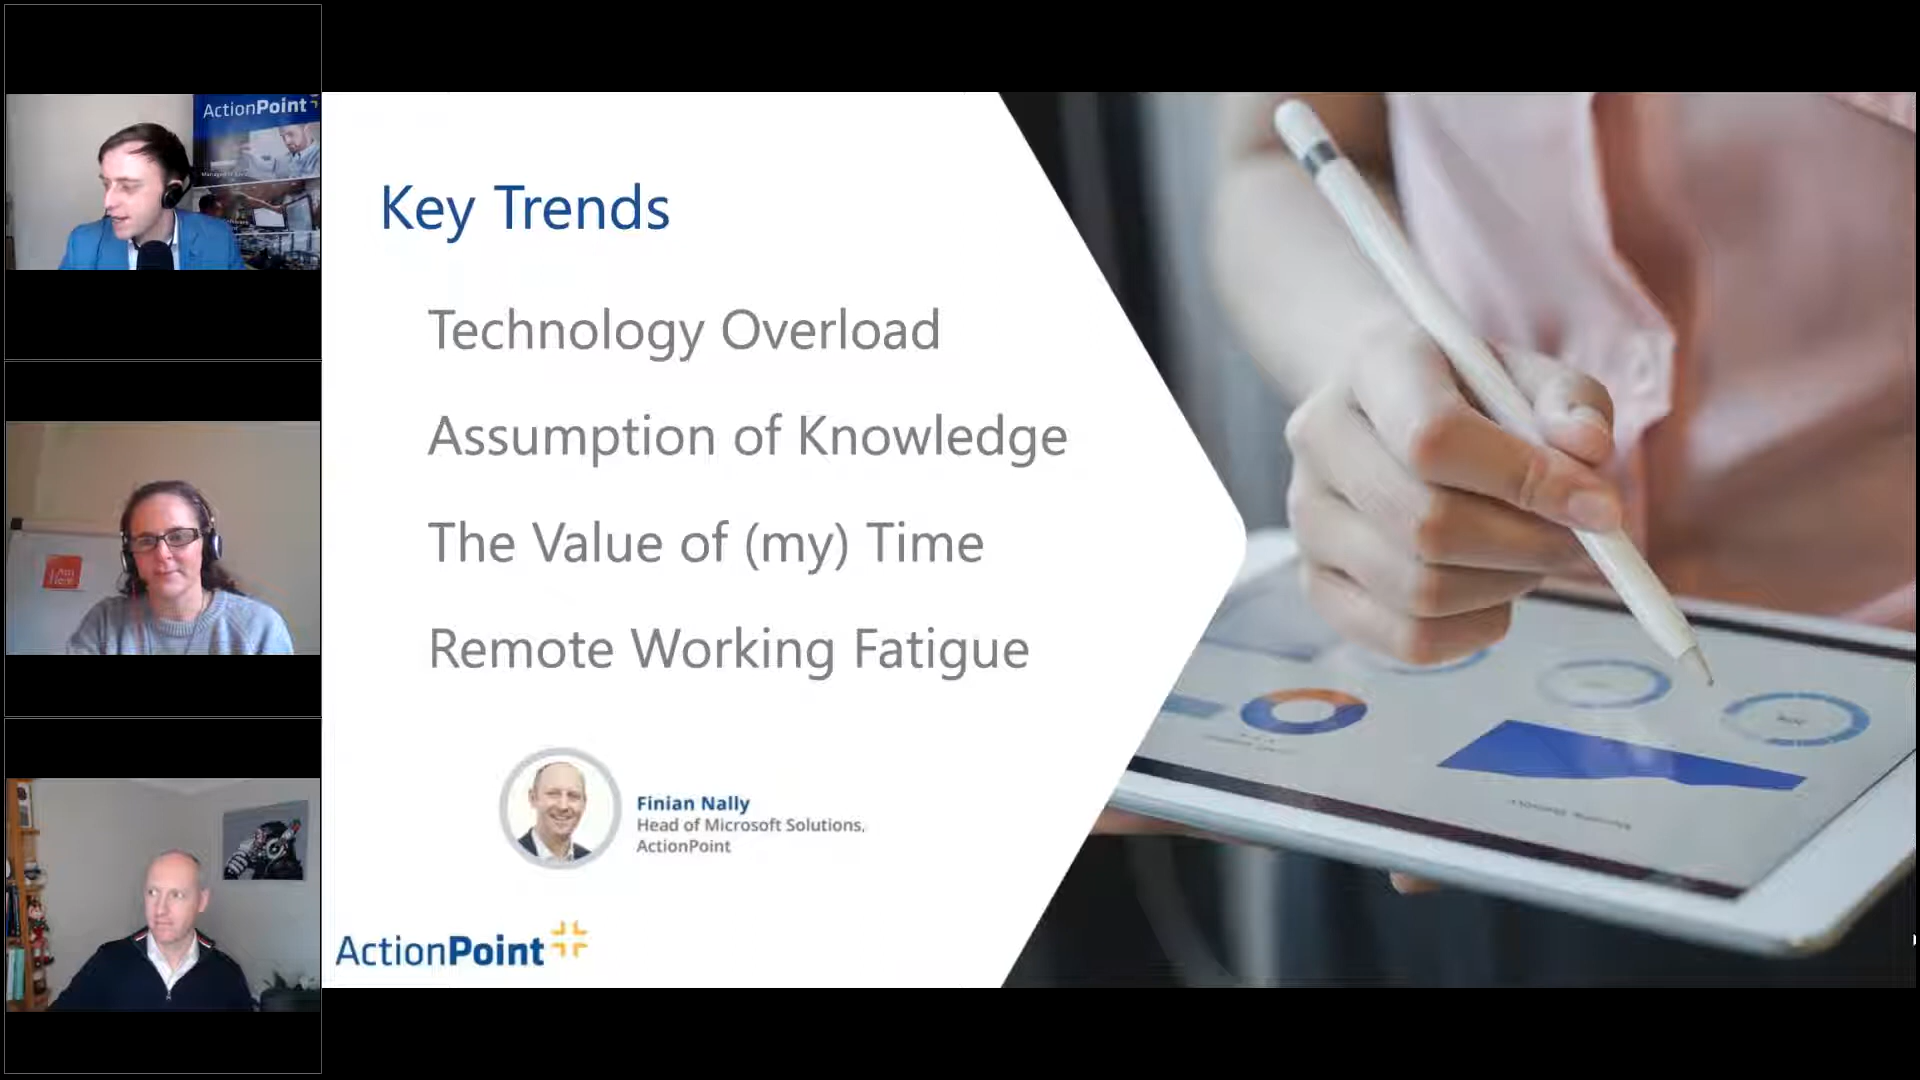 ActionPoint
Key Trends
Technology Overload
Assumption of Knowledge
The Value of (my) Time
Remote Working Fatigue
Finian Nally
Head of Microsoft Solutions,
ActionPoint
ActionPoint